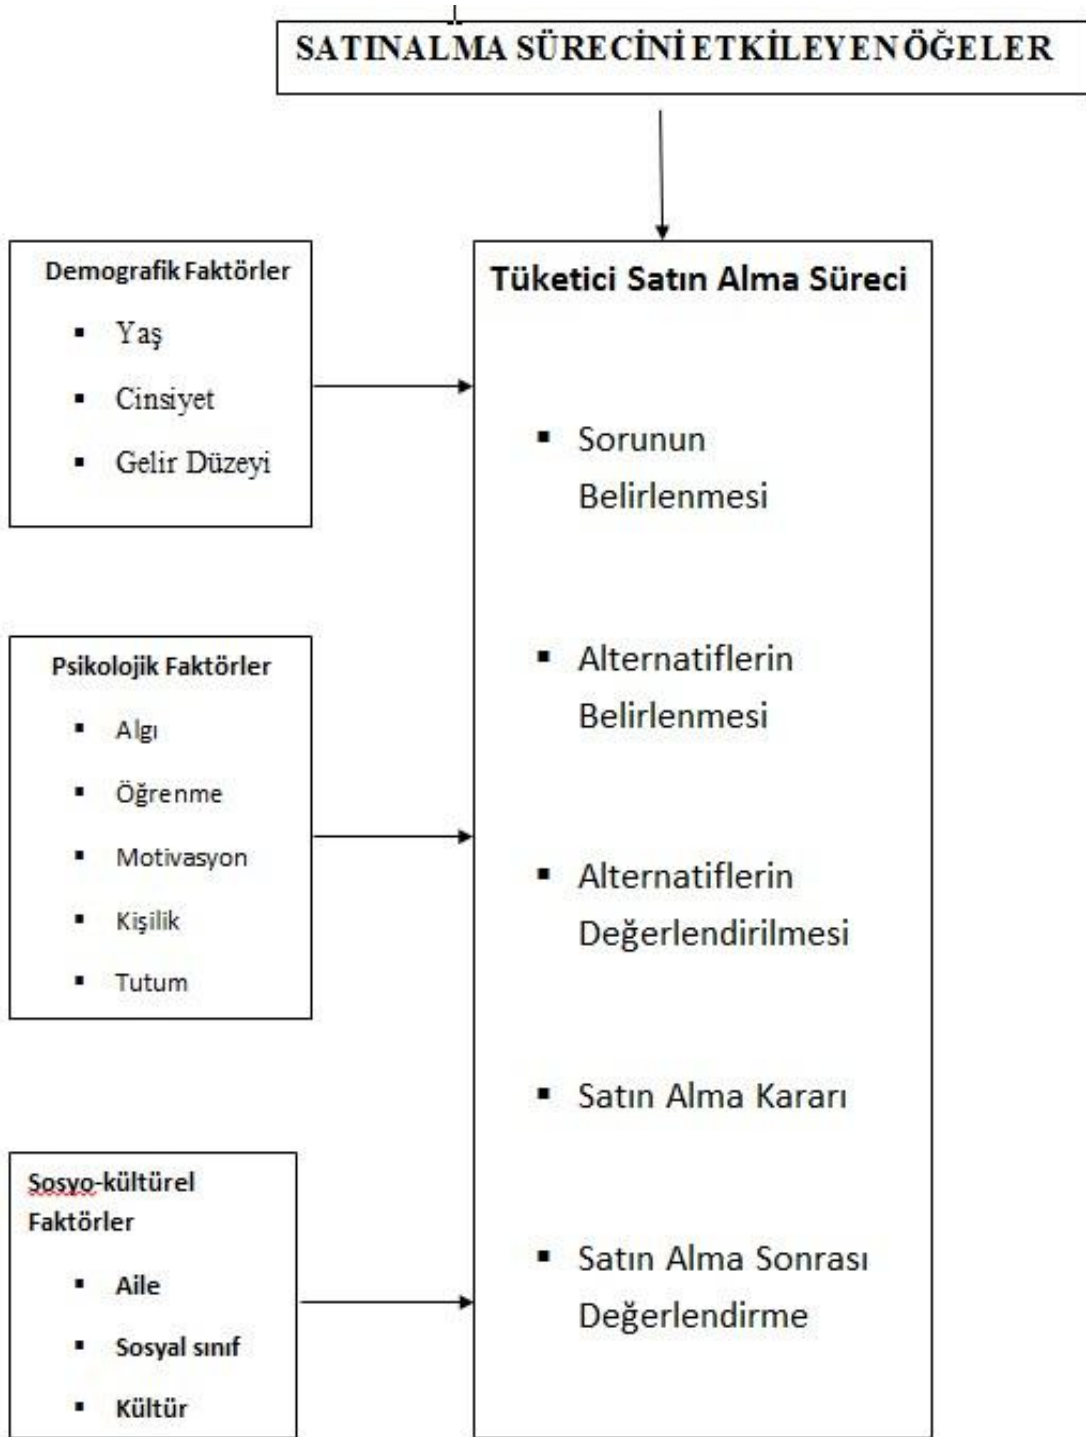 SATINALMA SÜRECİNİ ETKİLEYEN ÖĞELER
Demografik Faktörler
▪ Yaş
▪ Cinsiyet
▪ Gelir Düzeyi
Psikolojik Faktörler
▪ Algı
▪ Öğrenme
▪ Motivasyon
▪ Kişilik
▪ Tutum
Sosyo-kültürel
Faktörler
▪ Aile
▪ Sosyal sınıf
▪ Kültür
Tüketici Satın Alma Süreci
▪ Sorunun
Belirlenmesi
▪ Alternatiflerin
Belirlenmesi
▪ Alternatiflerin
Değerlendirilmesi
▪ Satın Alma Kararı
▪ Satın Alma Sonrası
Değerlendirme